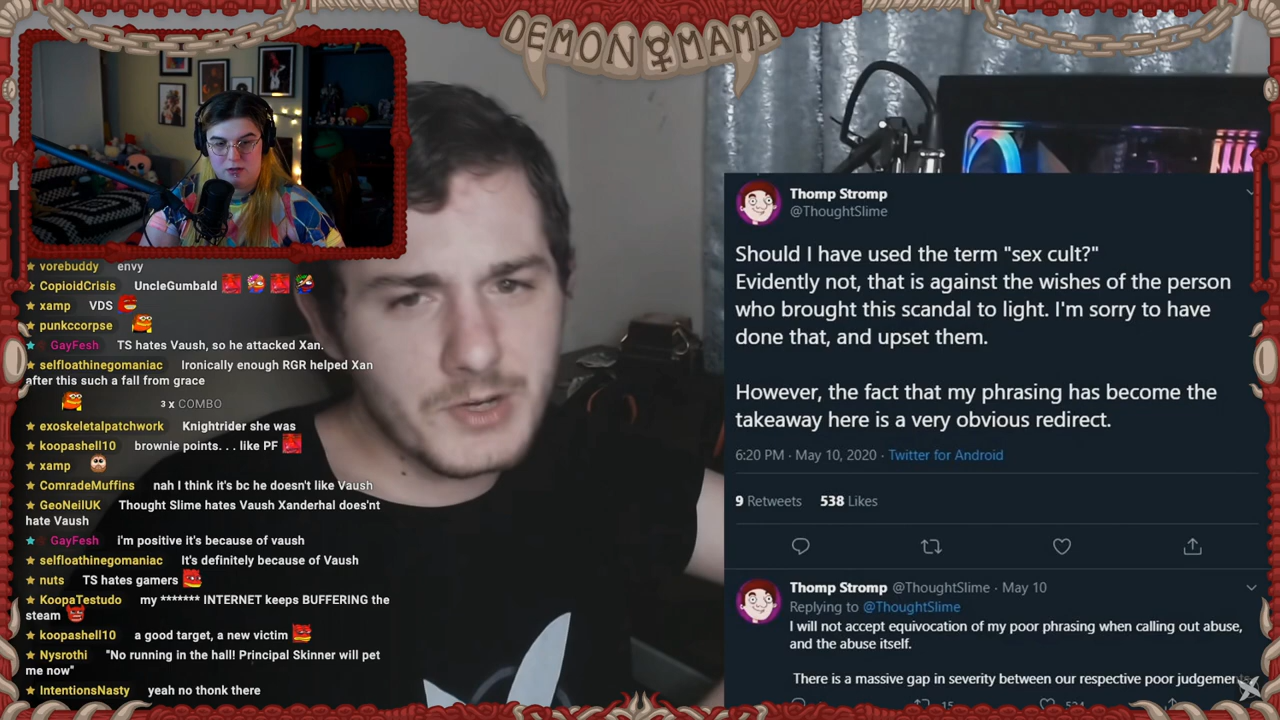 DEMON MAMA
vorebuddy envy
CopioidCrisis UncleGumbald
xamp VDS
punkccorpse
GayFesh TS hates Vaush, so he attacked Xan.
selfloathinegomaniac Ironically enough RGR helped Xan
after this such a fall from grace
3 x COMBO
exoskeletalpatchwork Knightrider she was
koopashell10 brownie points. . . like PF
xamp
ComradeMuffins nah I think it's bc he doesn't like Vaush
GeoNeilUK Thought Slime hates Vaush Xanderhal does'nt
hate Vaush
GayFesh i'm positive it's because of vaush
selfloathinegomaniac It's definitely because of Vaush
nuts TS hates gamers
KoopaTestudo my ******* INTERNET keeps BUFFERING the
steam
koopashell10 a good target, a new victim
Nysrothi "No running in the hall! Principal Skinner will pet
me now"
IntentionsNasty yeah no thonk there
Thomp Stromp
@ThoughtSlime
Should I have used the term "sex cult?"
Evidently not, that is against the wishes of the person
who brought this scandal to light. I'm sorry to have
done that, and upset them.
However, the fact that my phrasing has become the
takeaway here is a very obvious redirect.
6:20 PM · May 10, 2020 · Twitter for Android
9 Retweets 538 Likes
Thomp Stromp @ThoughtSlime · May 10
Replying to @ThoughtSlime
I will not accept equivocation of my poor phrasing when calling out abuse,
and the abuse itself.
There is a massive gap in severity between our respective poor